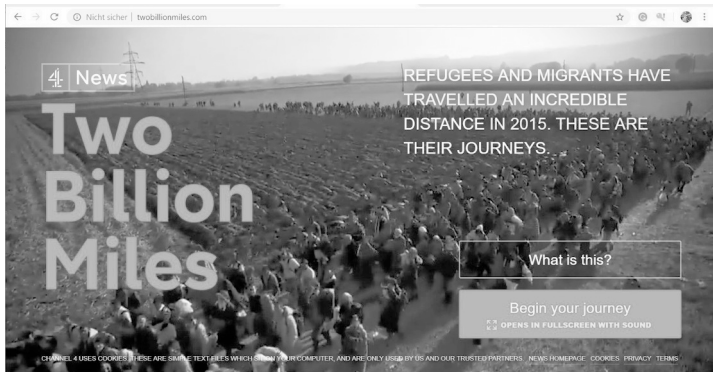 Nicht sicher | twobillionmiles.com
4 News
Two
Billion
Miles
REFUGEES AND MIGRANTS HAVE
TRAVELLED AN INCREDIBLE
DISTANCE IN 2015. THESE ARE
THEIR JOURNEYS.
What is this?
Begin your journey
OPENS IN FULLSCREEN WITH SOUND
CHANNEL 4 USES COOKIES. THESE ARE SIMPLE TEXT FILES WHICH SIT ON YOUR COMPUTER, AND ARE ONLY USED BY US AND OUR TRUSTED PARTNERS. NEWS HOMEPAGE COOKIES PRIVACY TERMS